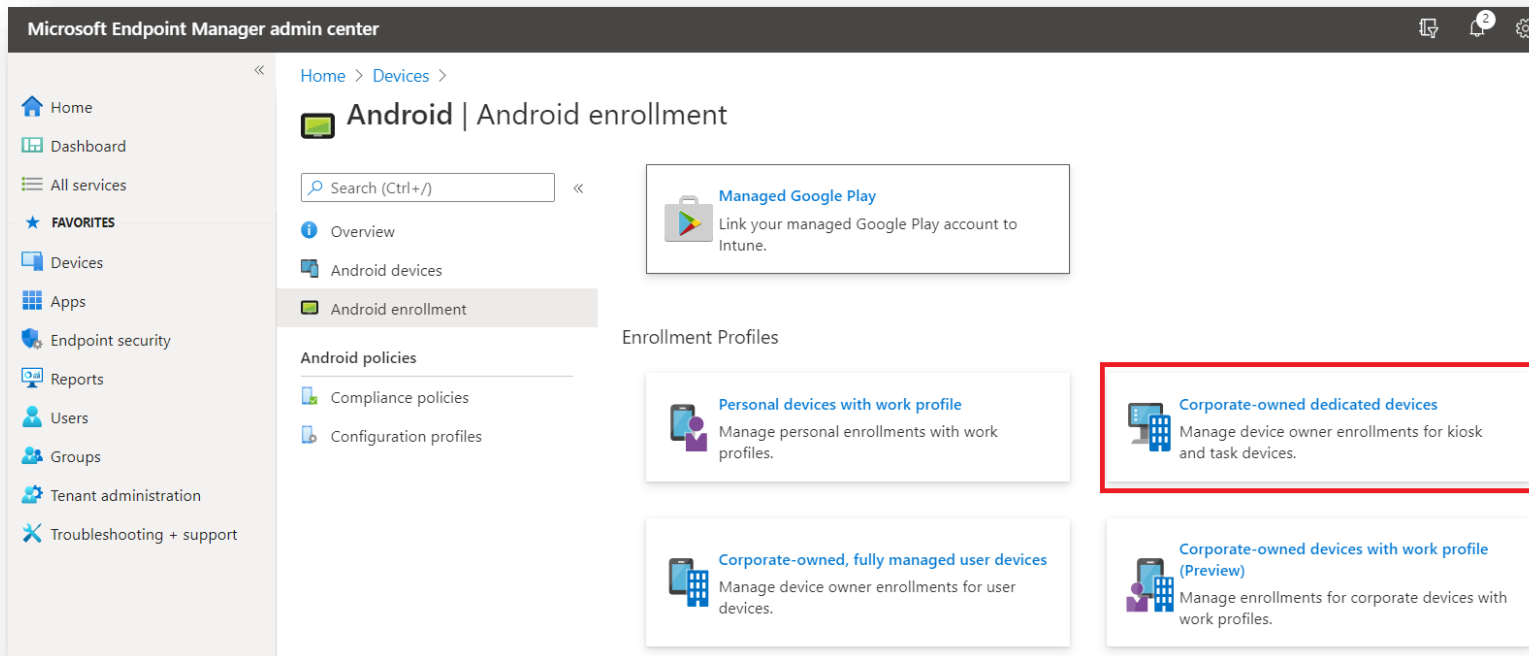 Microsoft Endpoint Manager admin center
2
«
Home
Dashboard
All services
FAVORITES
Devices
Apps
Endpoint security
Reports
Users
Groups
Tenant administration
Troubleshooting + support
Home > Devices >
Android | Android enrollment
Search (Ctrl+/)
«
Overview
Android devices
Android enrollment
Android policies
Compliance policies
Configuration profiles
Managed Google Play
Link your managed Google Play account to
Intune.
Enrollment Profiles
Personal devices with work profile
Manage personal enrollments with work
profiles.
Corporate-owned dedicated devices
Manage device owner enrollments for kiosk
and task devices.
Corporate-owned, fully managed user devices
Manage device owner enrollments for user
devices.
Corporate-owned devices with work profile
(Preview)
Manage enrollments for corporate devices with
work profiles.